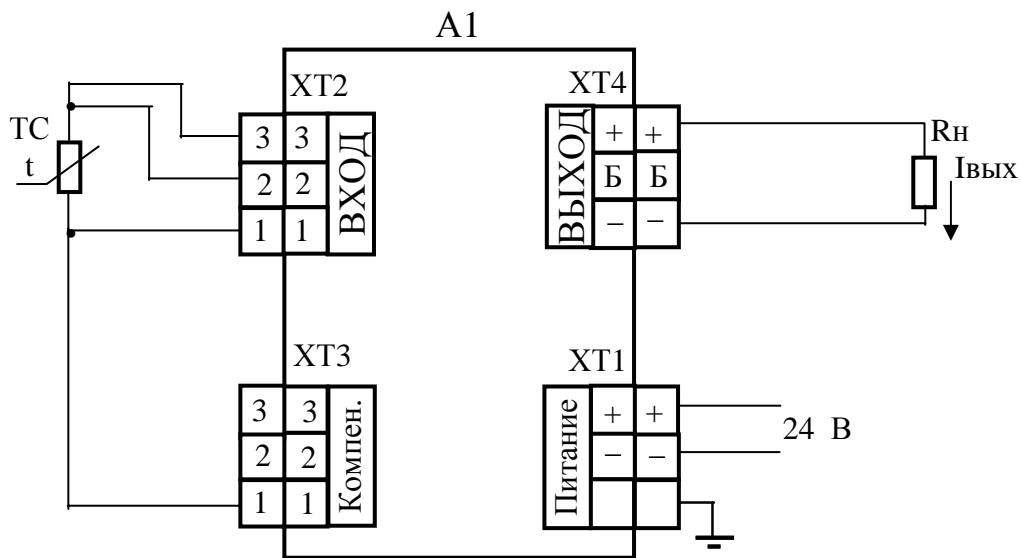 A1
XT2
XT4
TC
t
3 3
2 2
1 1
ВХОД
ВЫХОД
+ +
Б Б
− −
Rн
Iвых
XT3
XT1
3 3
2 2
1 1
Компен.
Питание
+ +
− −
24 В